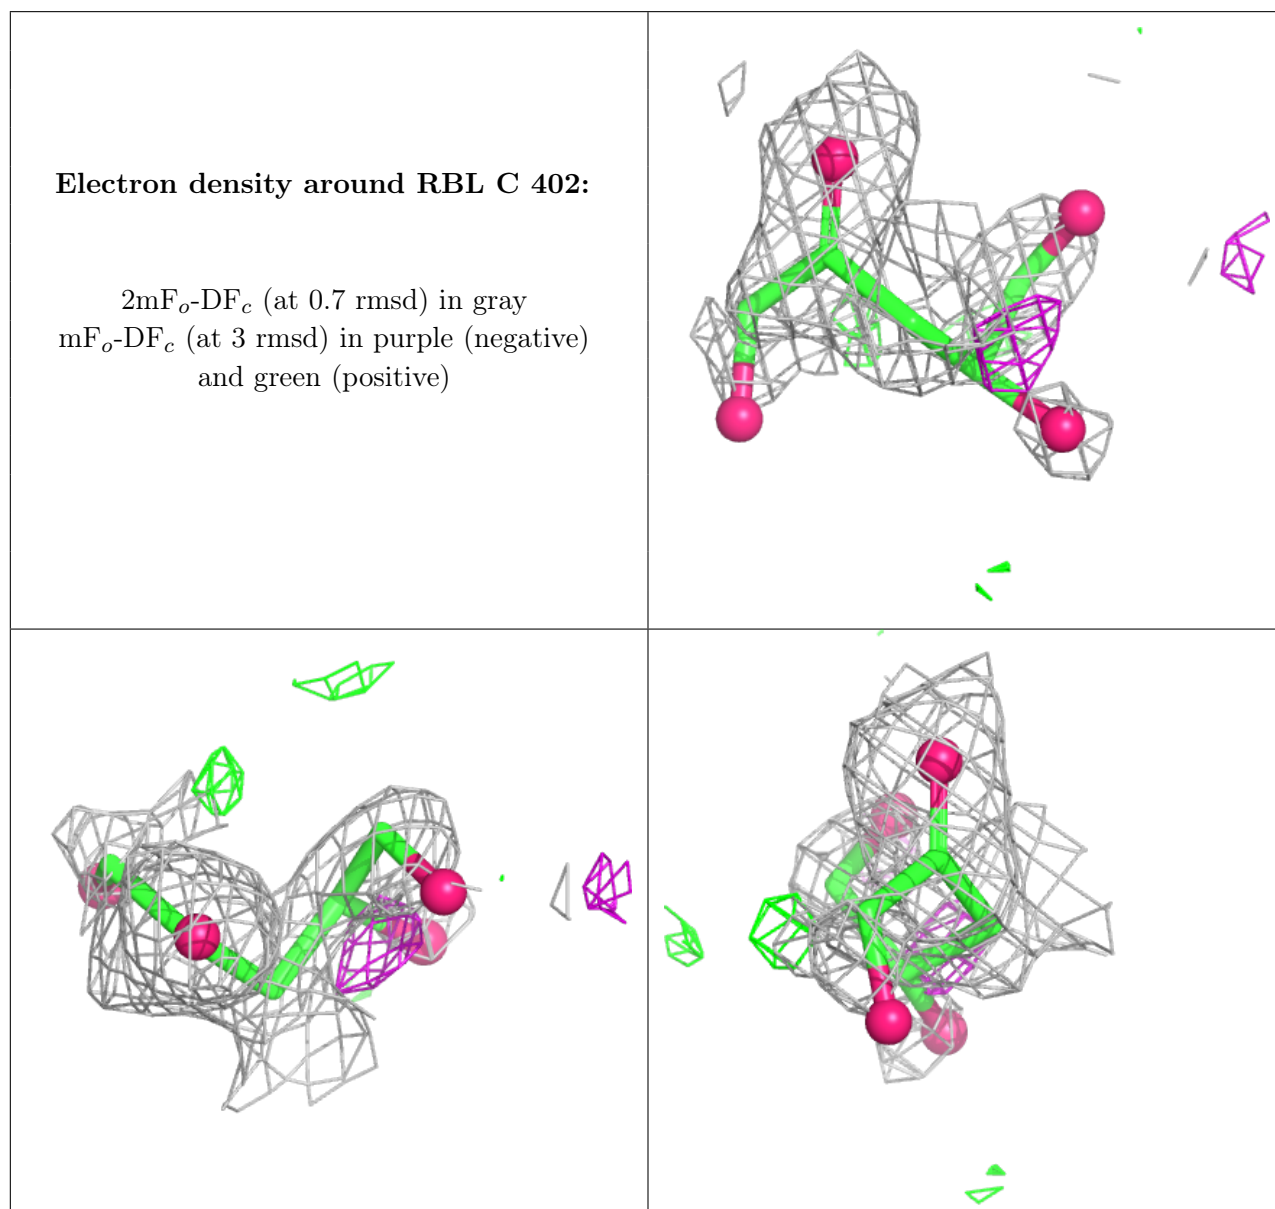 Electron density around RBL C 402:
2mFo-DFc (at 0.7 rmsd) in gray
mFo-DFc (at 3 rmsd) in purple (negative)
and green (positive)